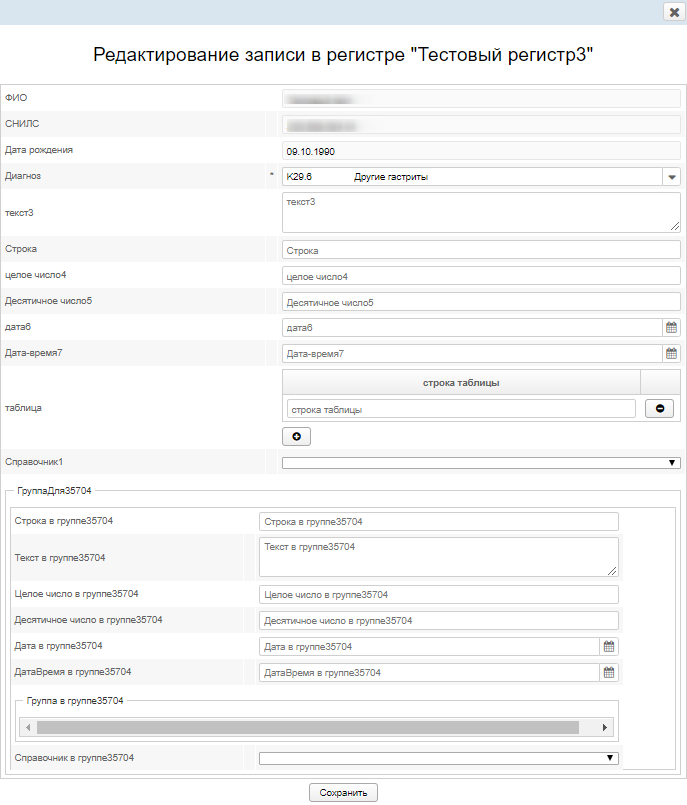 Редактирование записи в регистре "Тестовый регистр3"
ФИО
СНИЛС
Дата рождения 09.10.1990
Диагноз * K29.6 Другие гастриты
текст3 текст3
Строка Строка
целое число4 целое число4
Десятичное число5 Десятичное число5
дата6 дата6
Дата-время7 Дата-время7
строка таблицы
таблица строка таблицы
Справочник1
ГруппаДля35704
Строка в группе35704 Строка в группе35704
Текст в группе35704 Текст в группе35704
Целое число в группе35704 Целое число в группе35704
Десятичное число в группе35704 Десятичное число в группе35704
Дата в группе35704 Дата в группе35704
ДатаВремя в группе35704 ДатаВремя в группе35704
Группа в группе35704
Справочник в группе35704
Сохранить